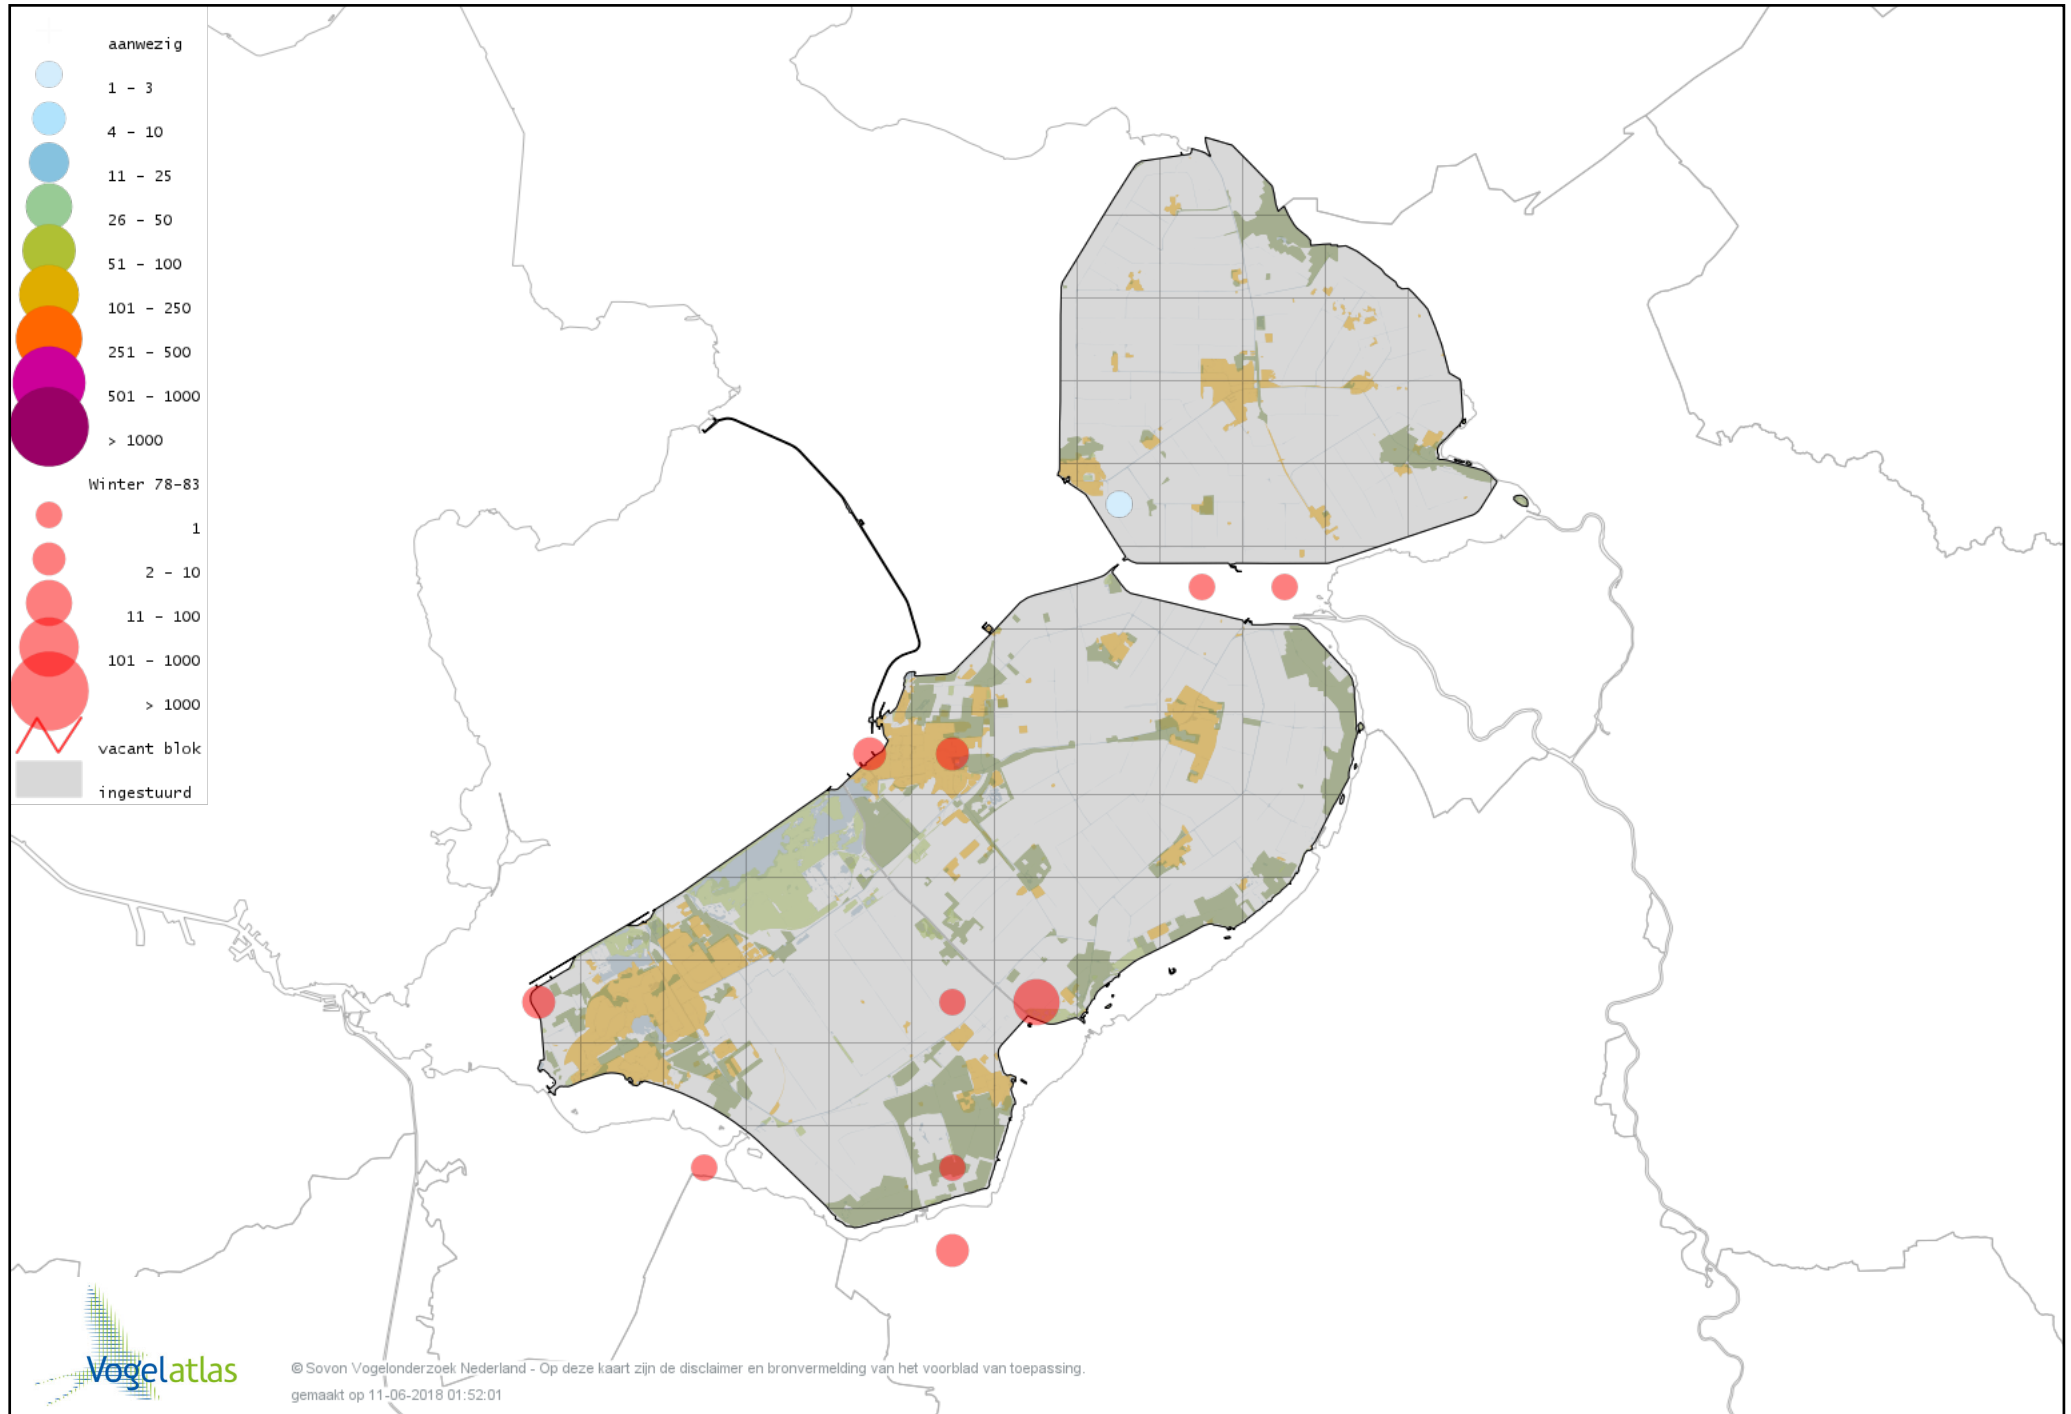 aanwezig
1 – 3
4 – 10
11 – 25
26 – 50
51 – 100
101 – 250
251 – 500
501 – 1000
> 1000
Winter 78-83
1
2 – 10
11 – 100
101 – 1000
> 1000
vacant blok
ingestuurd
Vogelatlas
© Sovon Vogelonderzoek Nederland - Op deze kaart zijn de disclaimer en bronvermelding van het voorblad van toepassing.
gemaakt op 11-06-2018 01:52:01